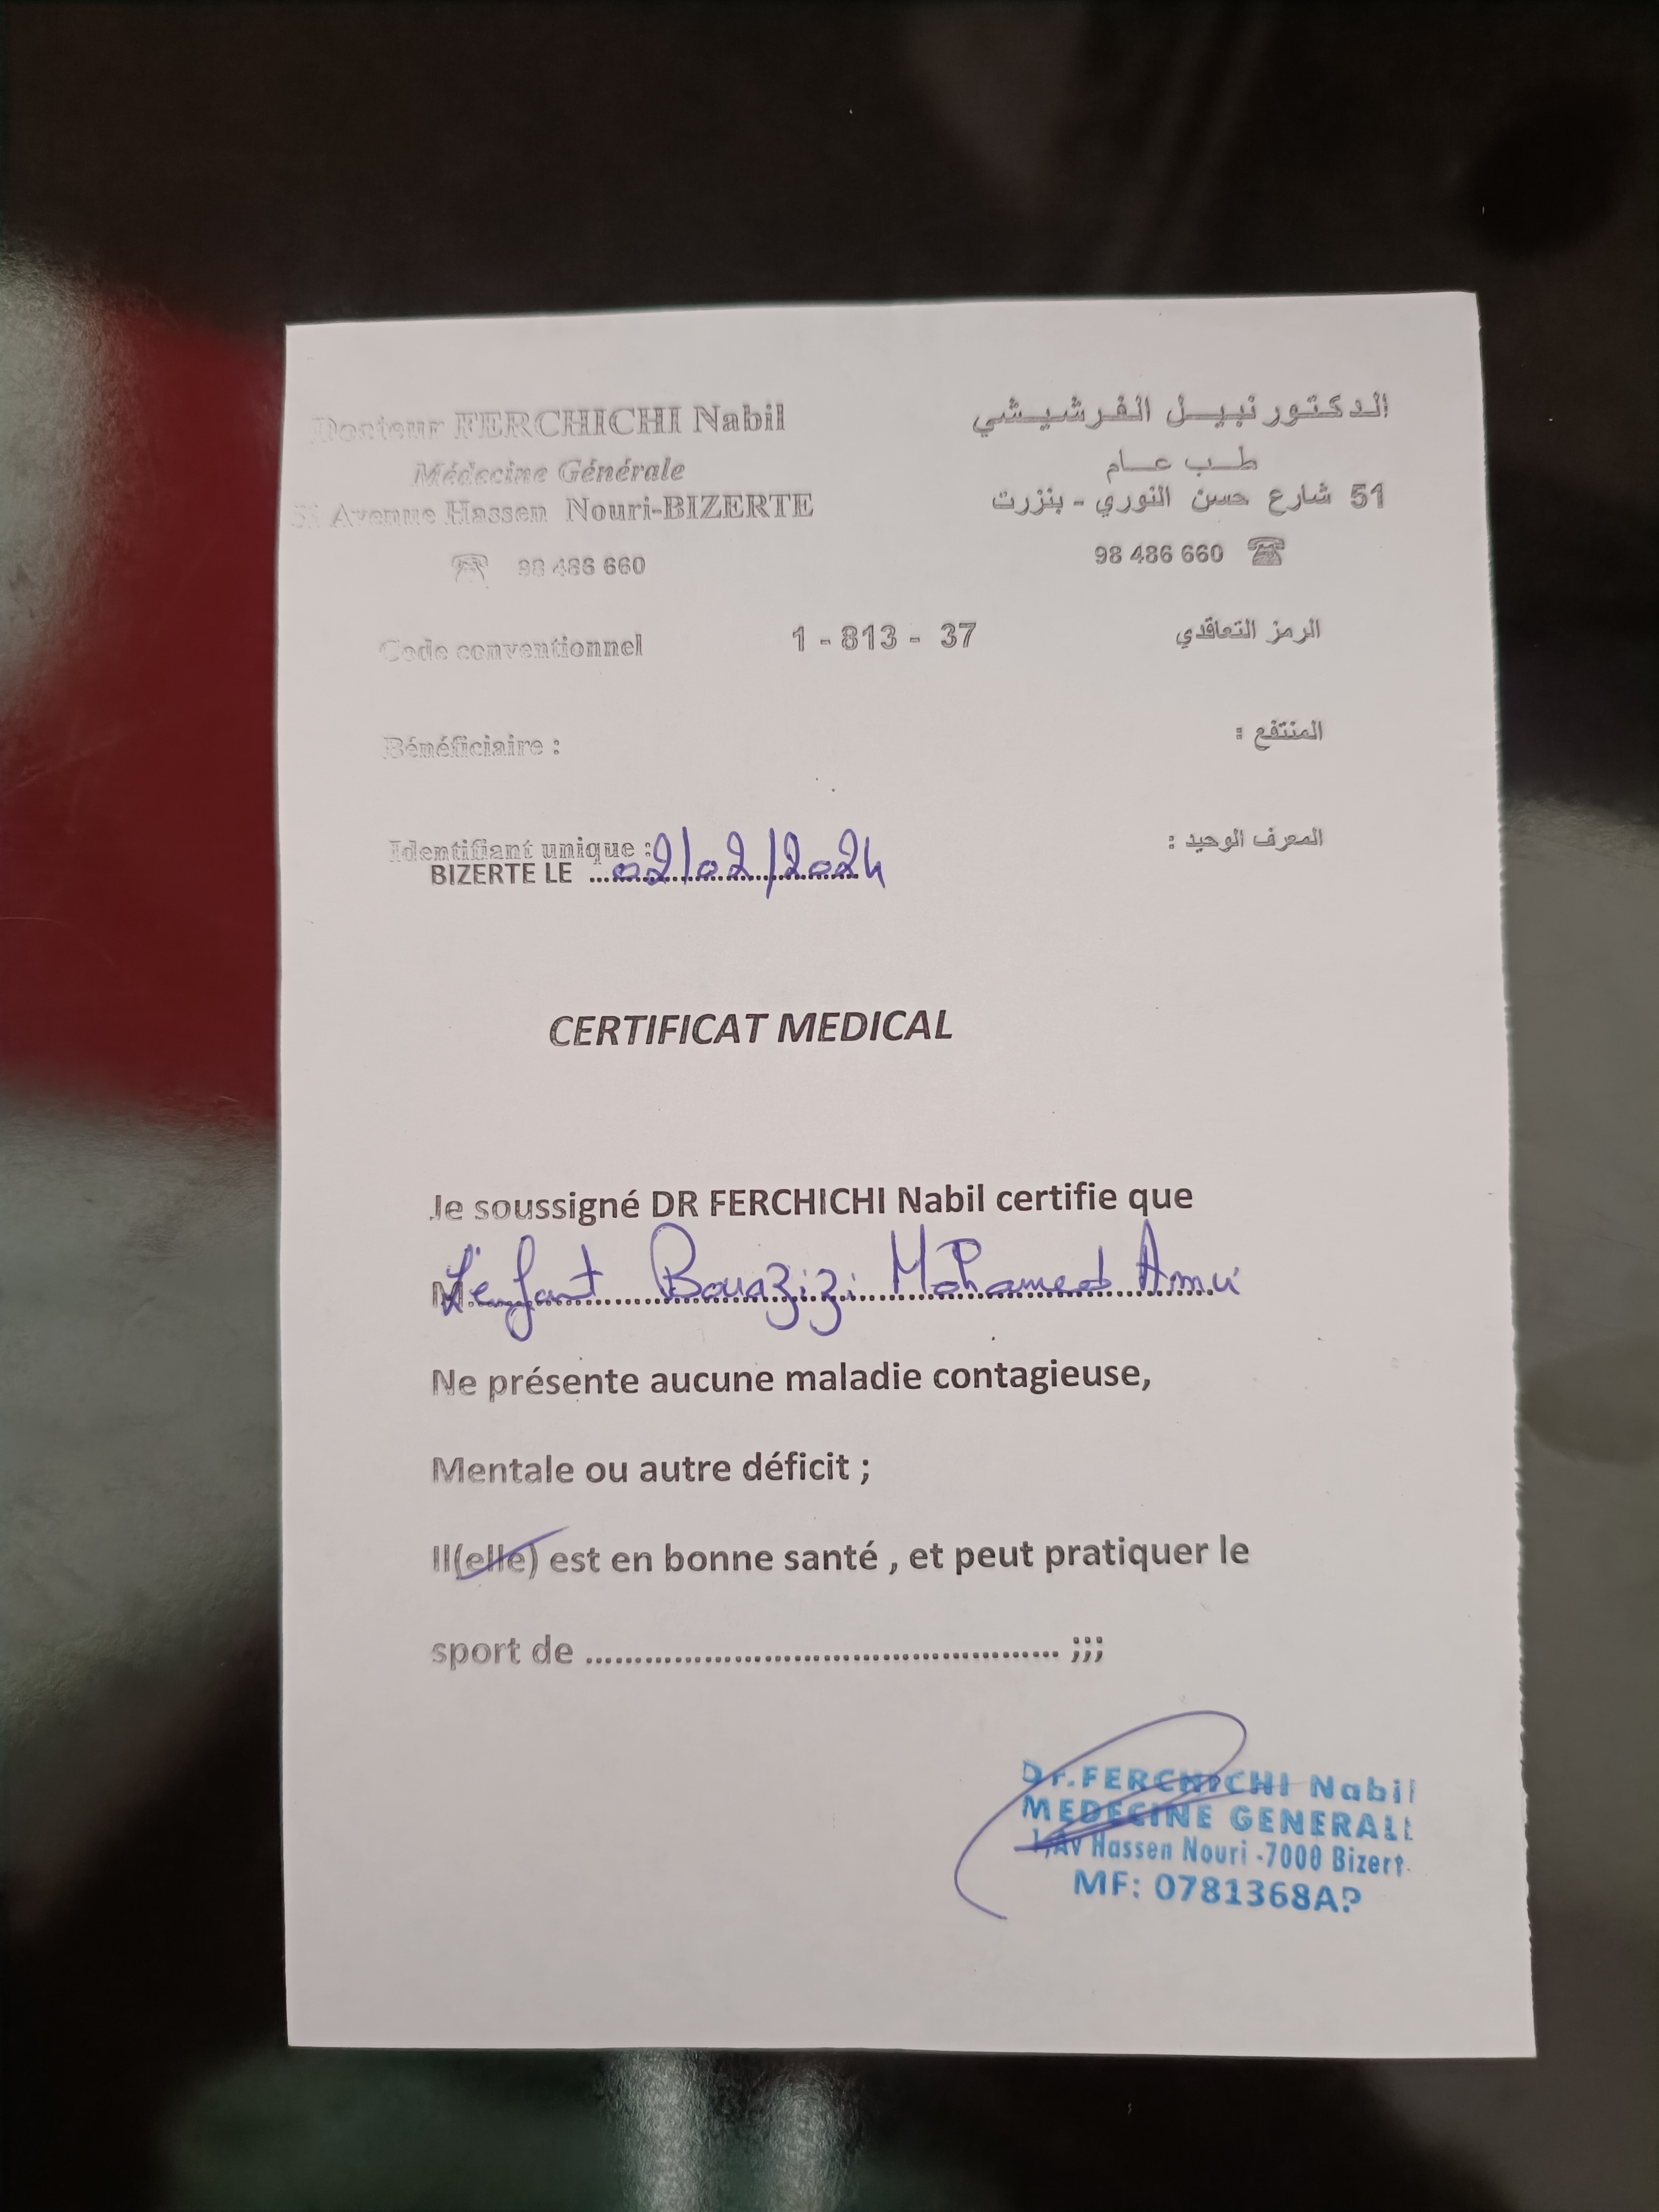 Docteur FERCHICHI Nabil
Médecine Générale
51 Avenue Hassen Nouri-BIZERTE
98 486 660
الدكتور نبيل الفرشيشي
طب عام
51 شارع حسن النوري - بنزرت
98 486 660
Code conventionnel 1 - 813 - 37 الرمز التعاقدي
Bénéficiaire : المنتفع :
Identifiant unique : المعرف الوحيد :
BIZERTE LE 02/02/2024
CERTIFICAT MEDICAL
Je soussigné DR FERCHICHI Nabil certifie que
M L'enfant Bouazizi Mohamed
Ne présente aucune maladie contagieuse,
Mentale ou autre déficit ;
Il(elle) est en bonne santé , et peut pratiquer le
sport de ........................................... ;;;
Dr.FERCHICHI Nabil
MEDECINE GENERALE
1,Av Hassen Nouri -7000 Bizert
MF: 0781368AP